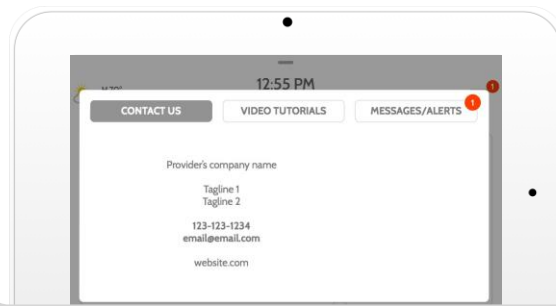 12:55 PM
1
CONTACT US
VIDEO TUTORIALS
MESSAGES/ALERTS
1
Provider's company name
Tagline 1
Tagline 2
123-123-1234
email@email.com
website.com